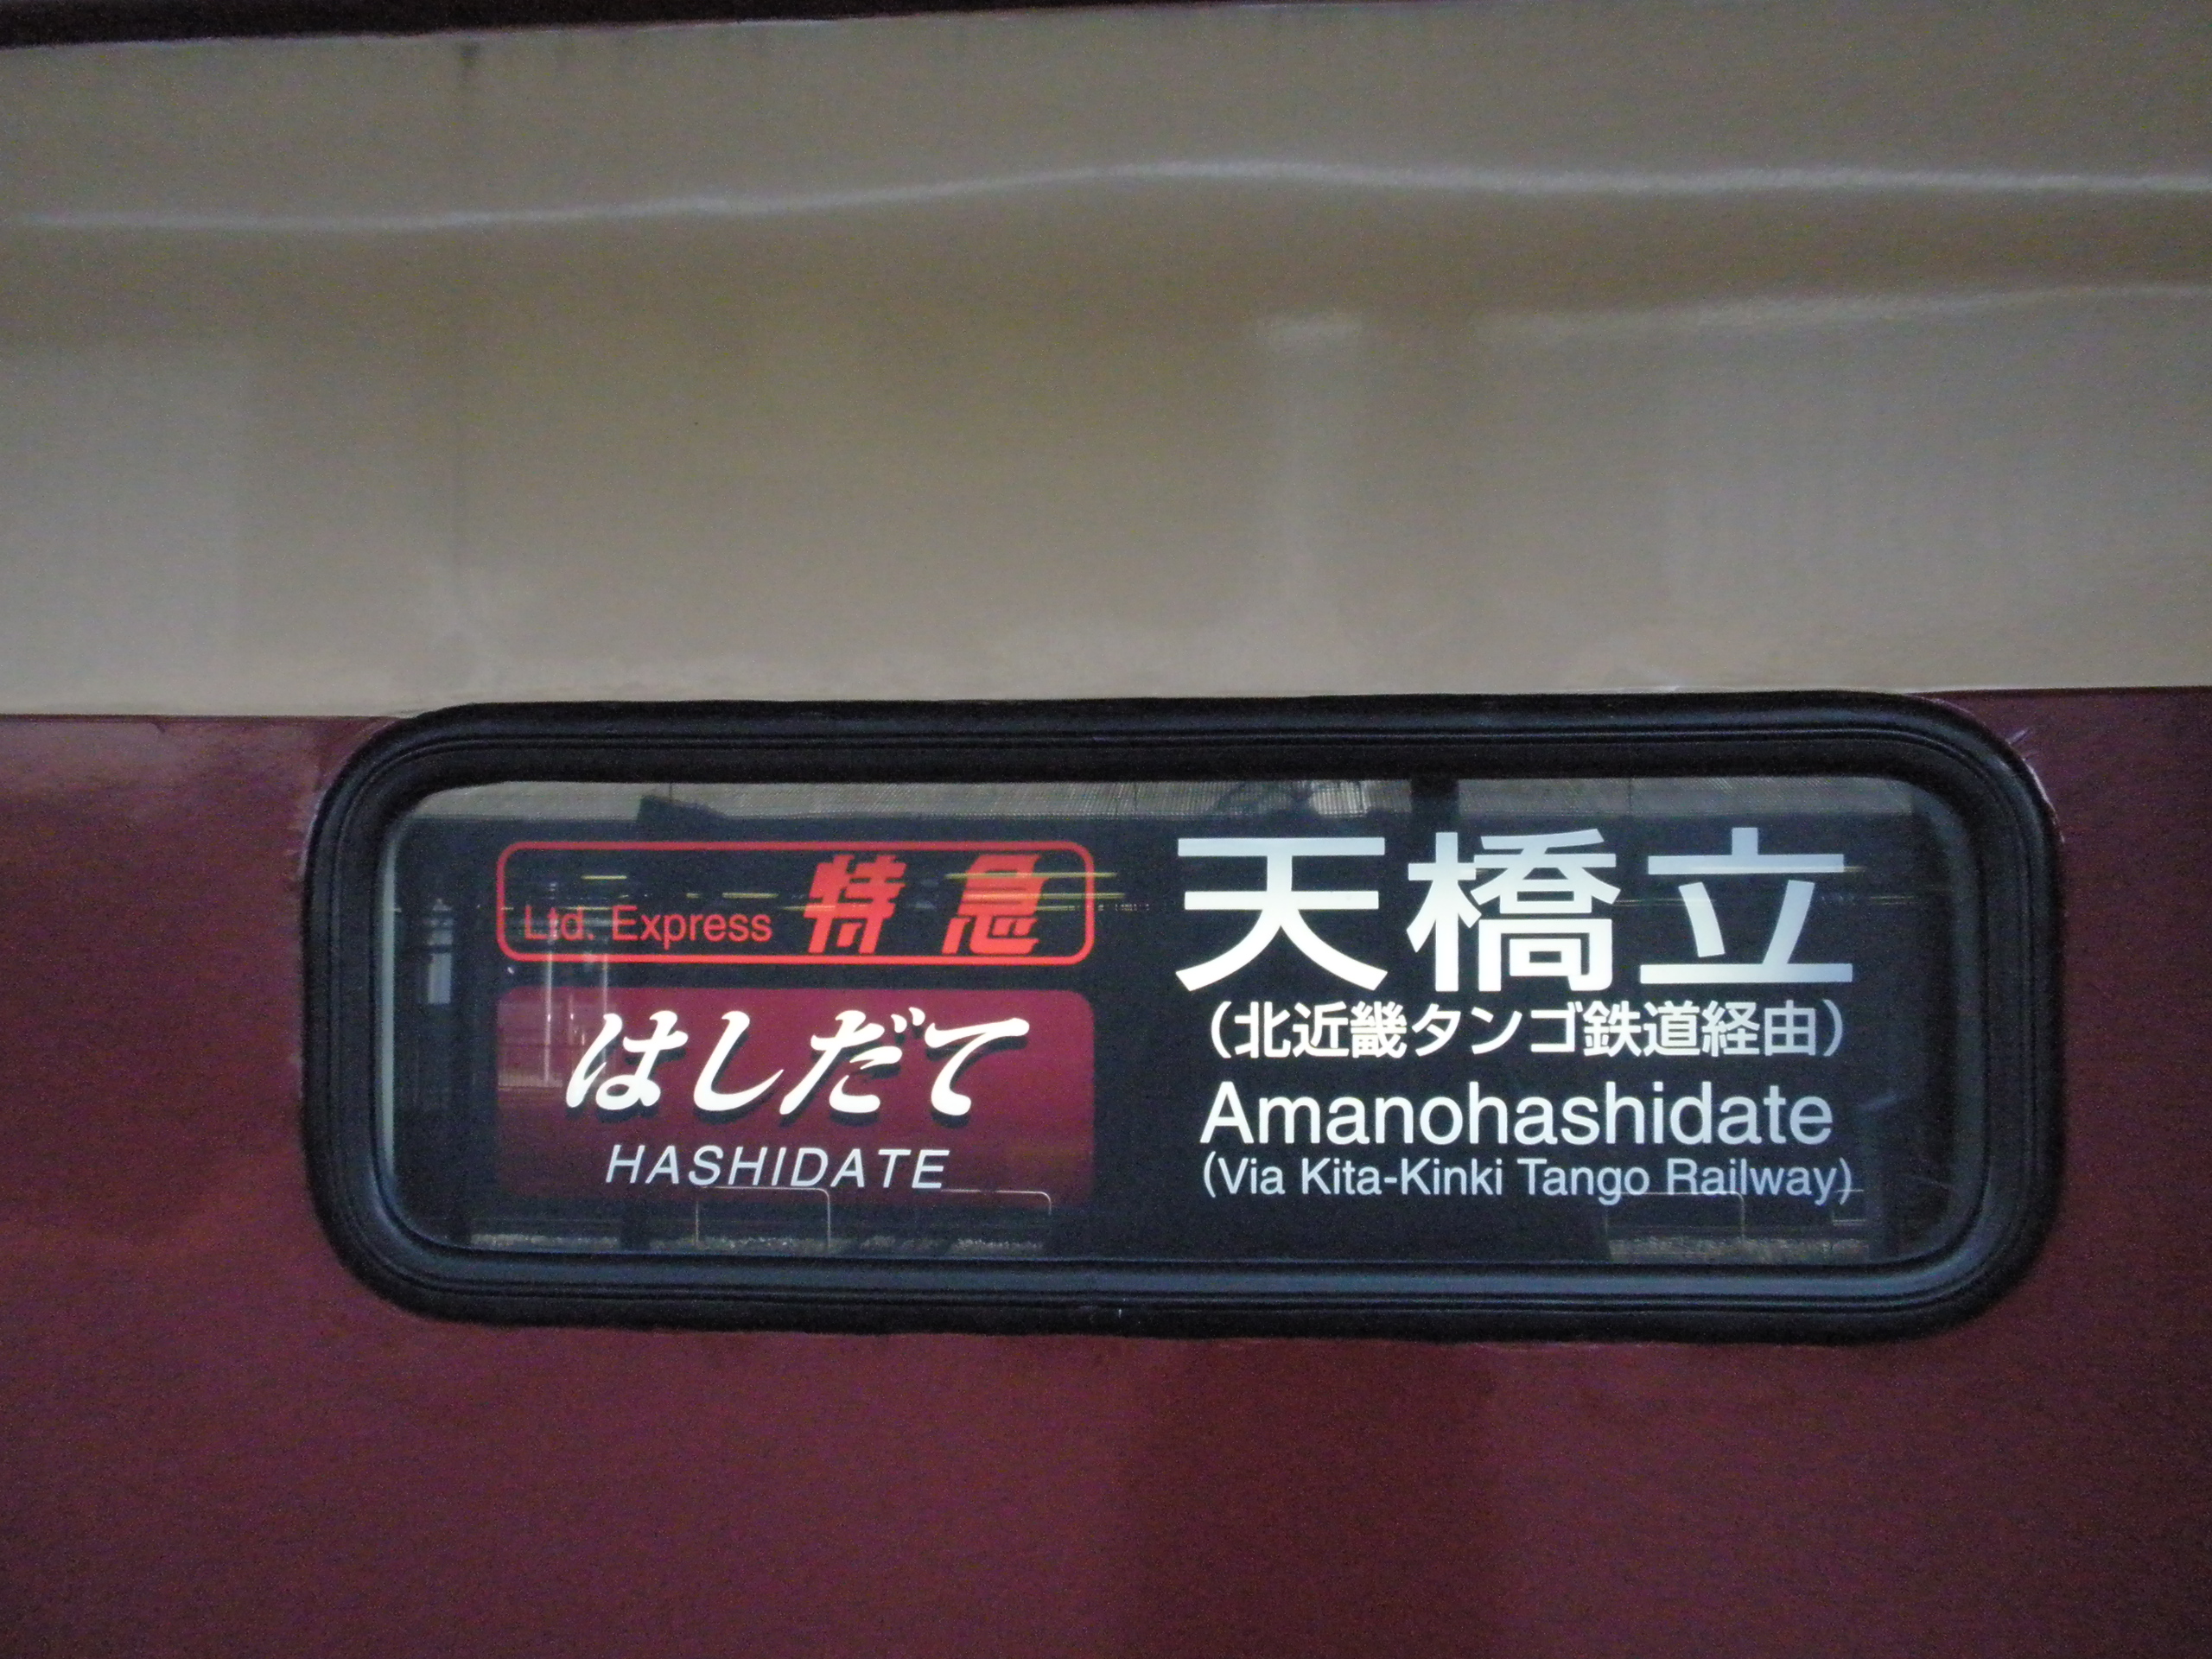 Ltd. Express 特急
はしだて
HASHIDATE
天橋立
(北近畿タンゴ鉄道経由)
Amanohashidate
(Via Kita-Kinki Tango Railway)